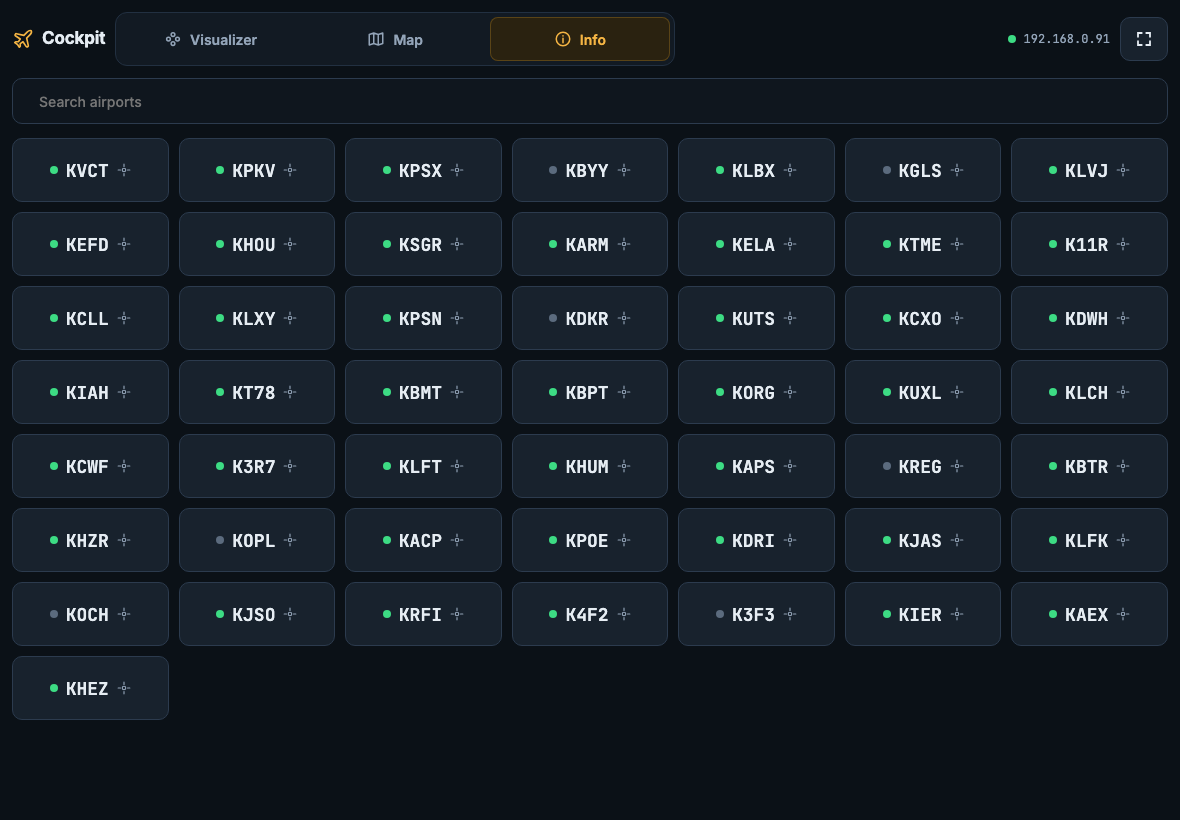 Cockpit Visualizer Map Info 192.168.0.91
Search airports
KVCT KPKV KPSX KBYY KLBX KGLS KLVJ
KEFD KHOU KSGR KARM KELA KTME K11R
KCLL KLXY KPSN KDKR KUTS KCXO KDWH
KIAH KT78 KBMT KBPT KORG KUXL KLCH
KCWF K3R7 KLFT KHUM KAPS KREG KBTR
KHZR KOPL KACP KPOE KDRI KJAS KLFK
KOCH KJSO KRFI K4F2 K3F3 KIER KAEX
KHEZ